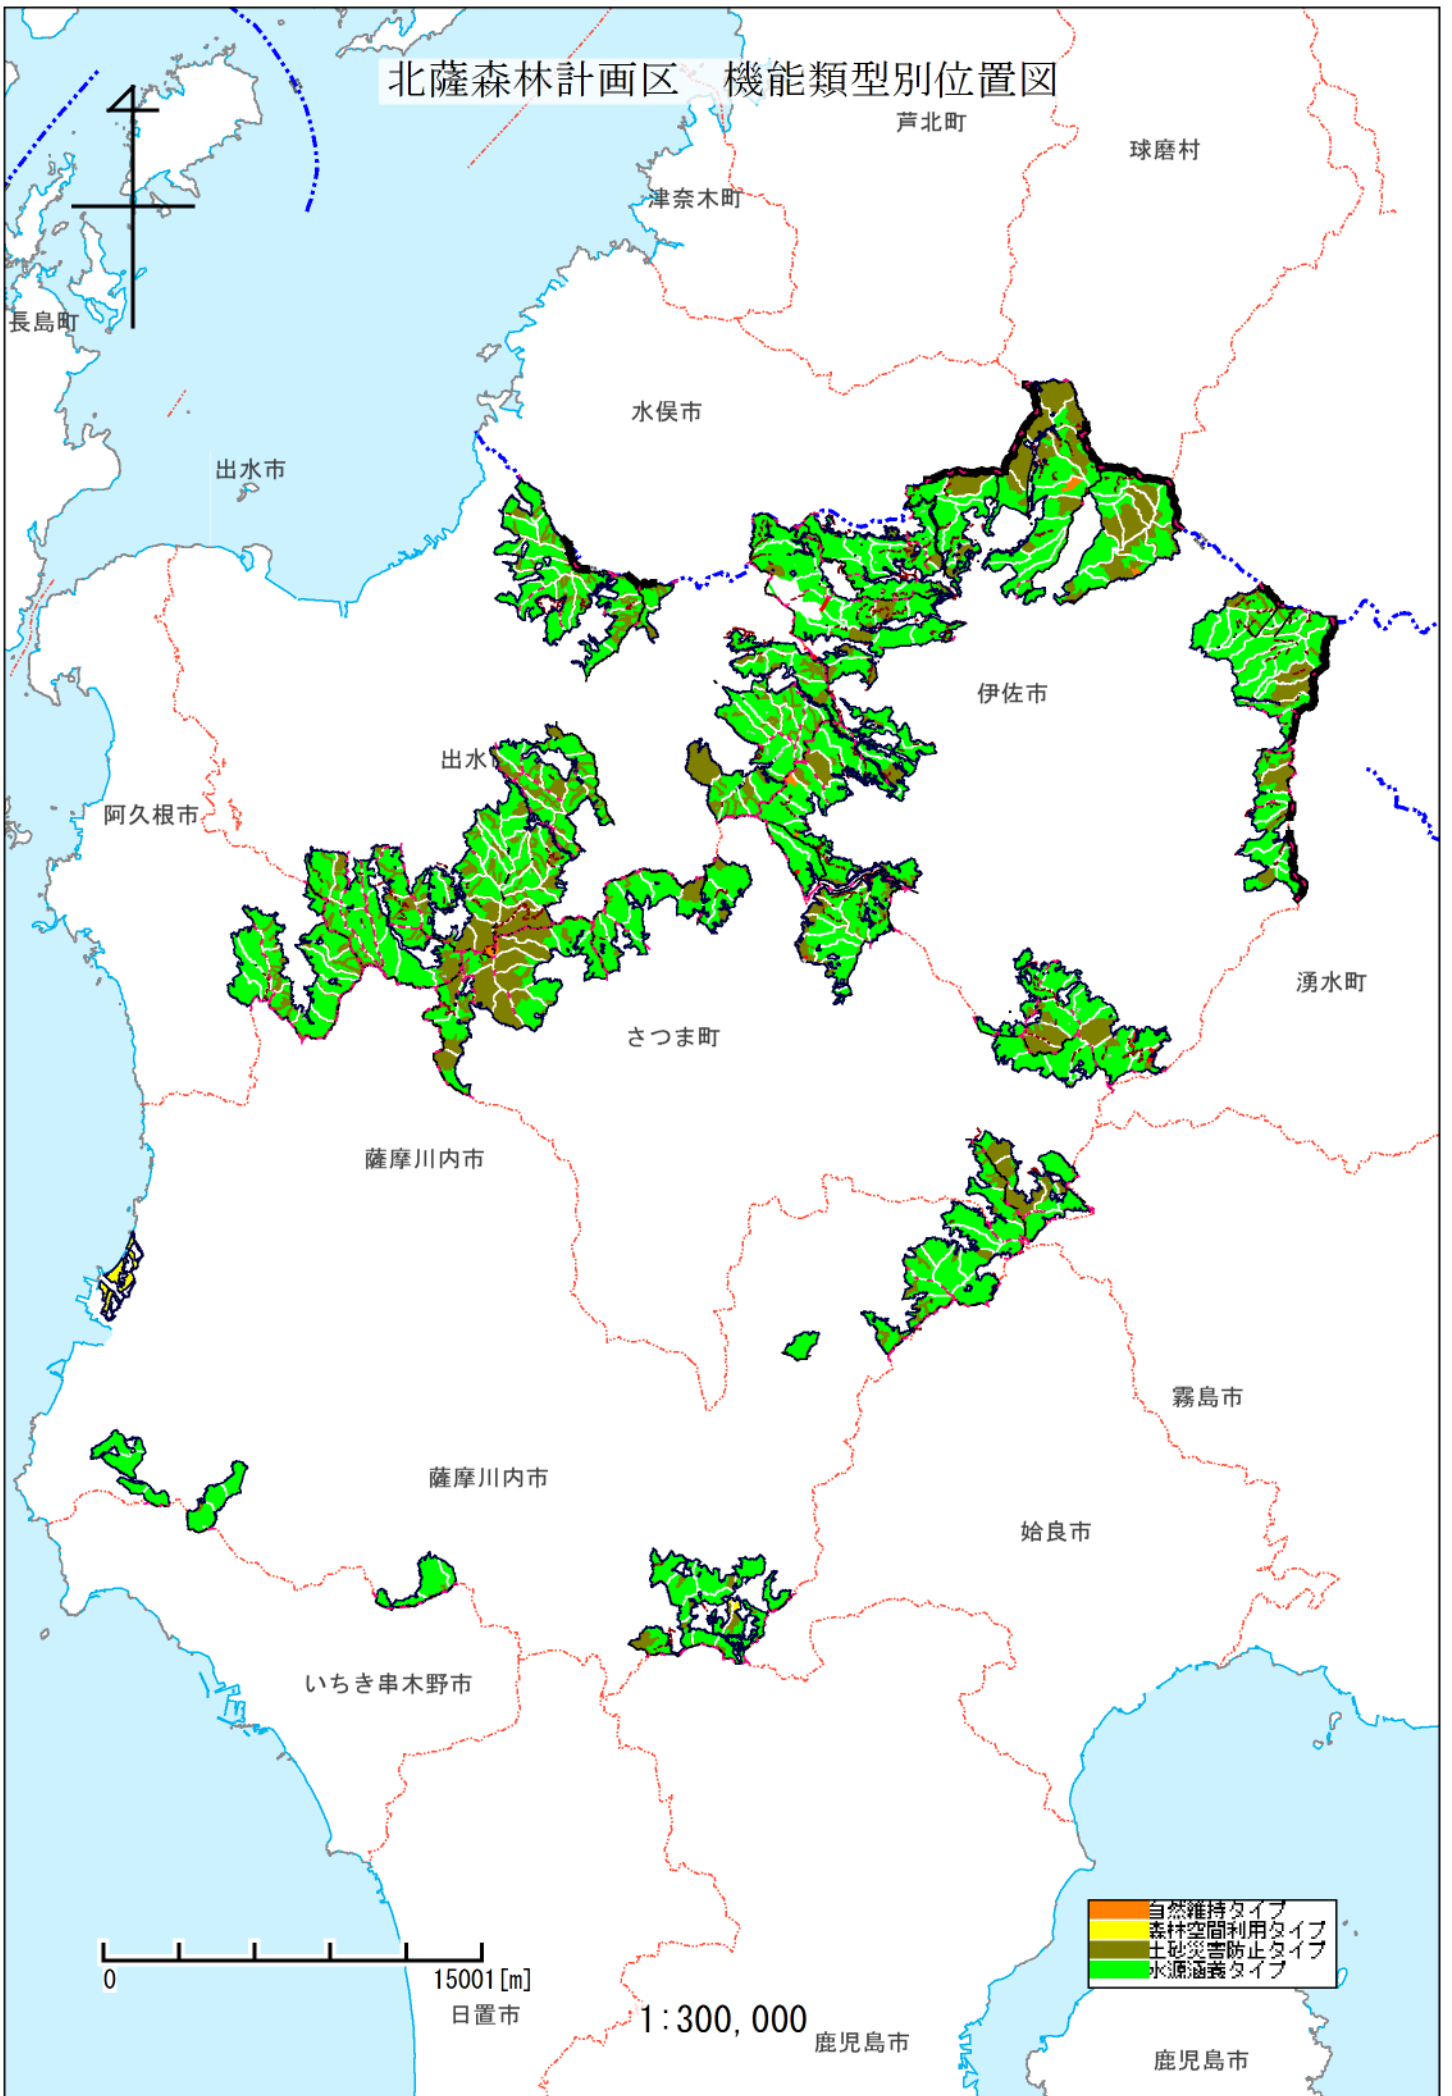 北薩森林計画区　機能類型別位置図
芦北町
球磨村
津奈木町
長島町
水俣市
出水市
伊佐市
出水
阿久根市
湧水町
さつま町
薩摩川内市
霧島市
薩摩川内市
姶良市
いちき串木野市
自然維持タイプ
森林空間利用タイプ
土砂災害防止タイプ
水源涵養タイプ
0
15001[m]
日置市
1:300,000
鹿児島市
鹿児島市